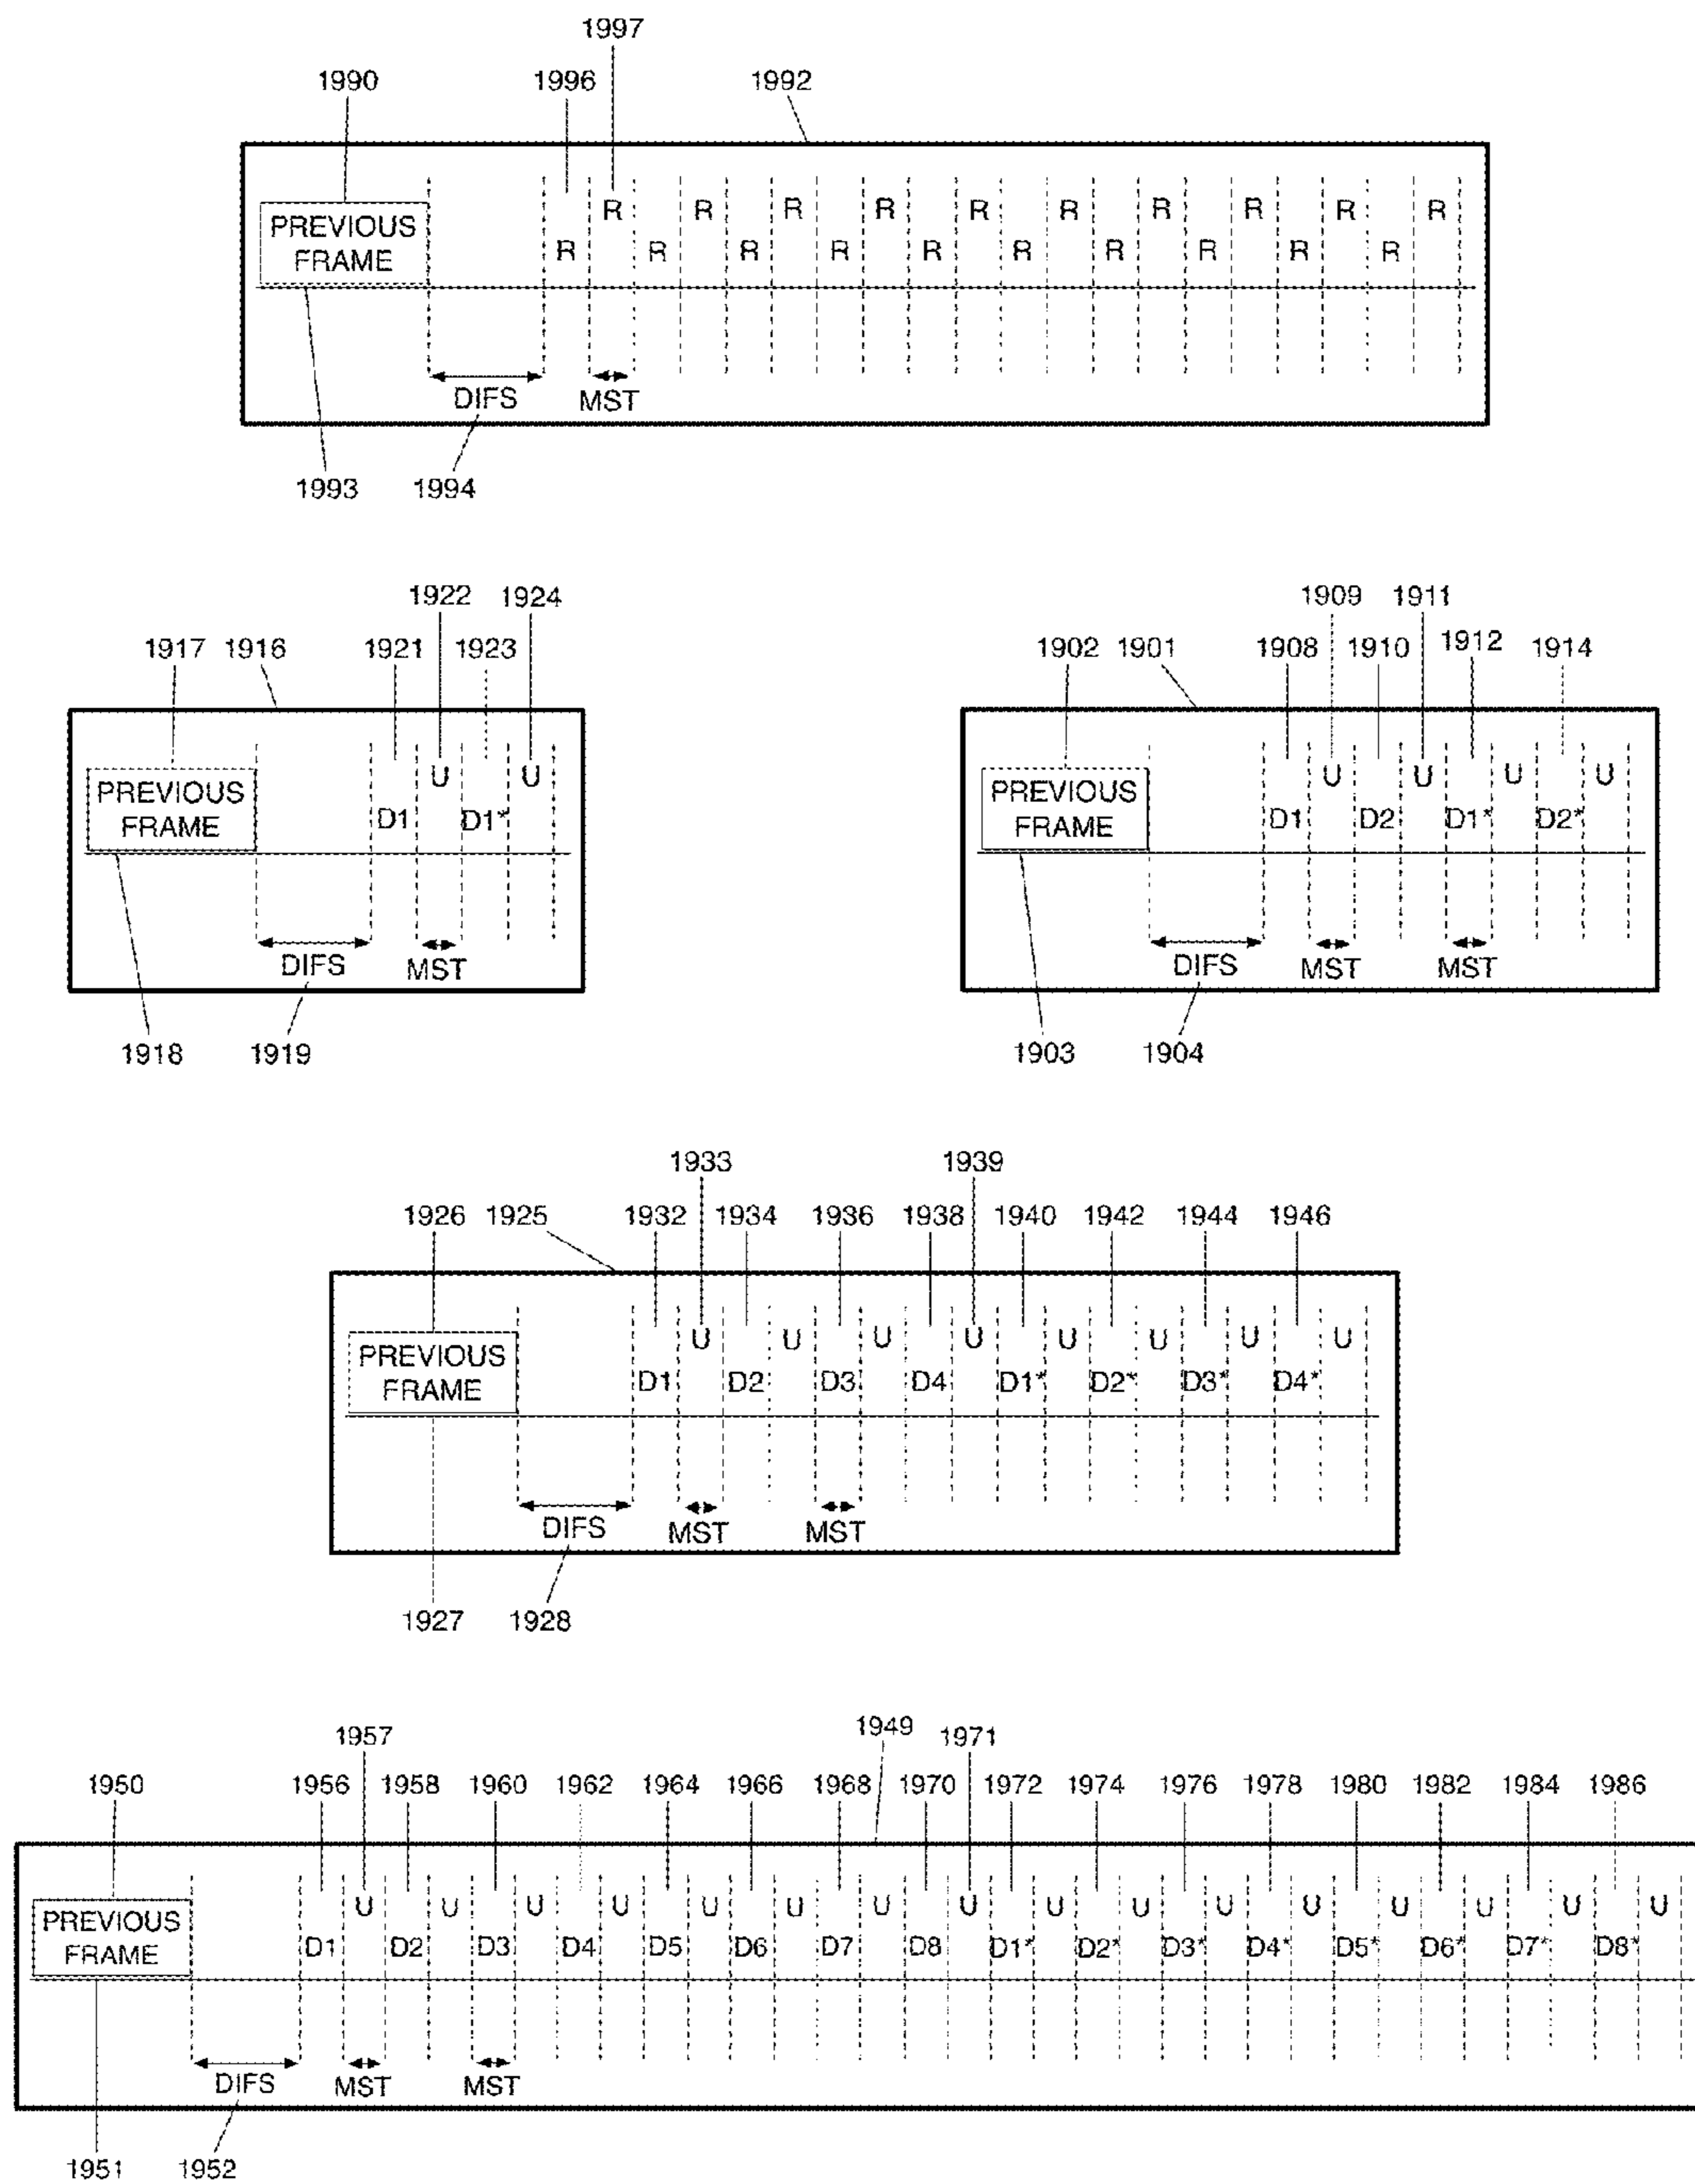 1997
1990 1996 1992
R R R R R R R R R R
PREVIOUS
FRAME
R R R R R R R R R R
DIFS MST
1993 1994
1922 1924
1917 1916 1921 1923
U U
PREVIOUS
FRAME
D1 D1*
DIFS MST
1918 1919
1909 1911
1902 1901 1908 1910 1912 1914
U U U U
PREVIOUS
FRAME
D1 D2 D1* D2*
DIFS MST MST
1903 1904
1933 1939
1926 1925 1932 1934 1936 1938 1940 1942 1944 1946
U U U U U U U U
PREVIOUS
FRAME
D1 D2 D3 D4 D1* D2* D3* D4*
DIFS MST MST
1927 1928
1957 1949 1971
1950 1956 1958 1960 1962 1964 1966 1968 1970 1972 1974 1976 1978 1980 1982 1984 1986
U U U U U U U U U U U U U U U U
PREVIOUS
FRAME
D1 D2 D3 D4 D5 D6 D7 D8 D1* D2* D3* D4* D5* D6* D7* D8*
DIFS MST MST
1951 1952